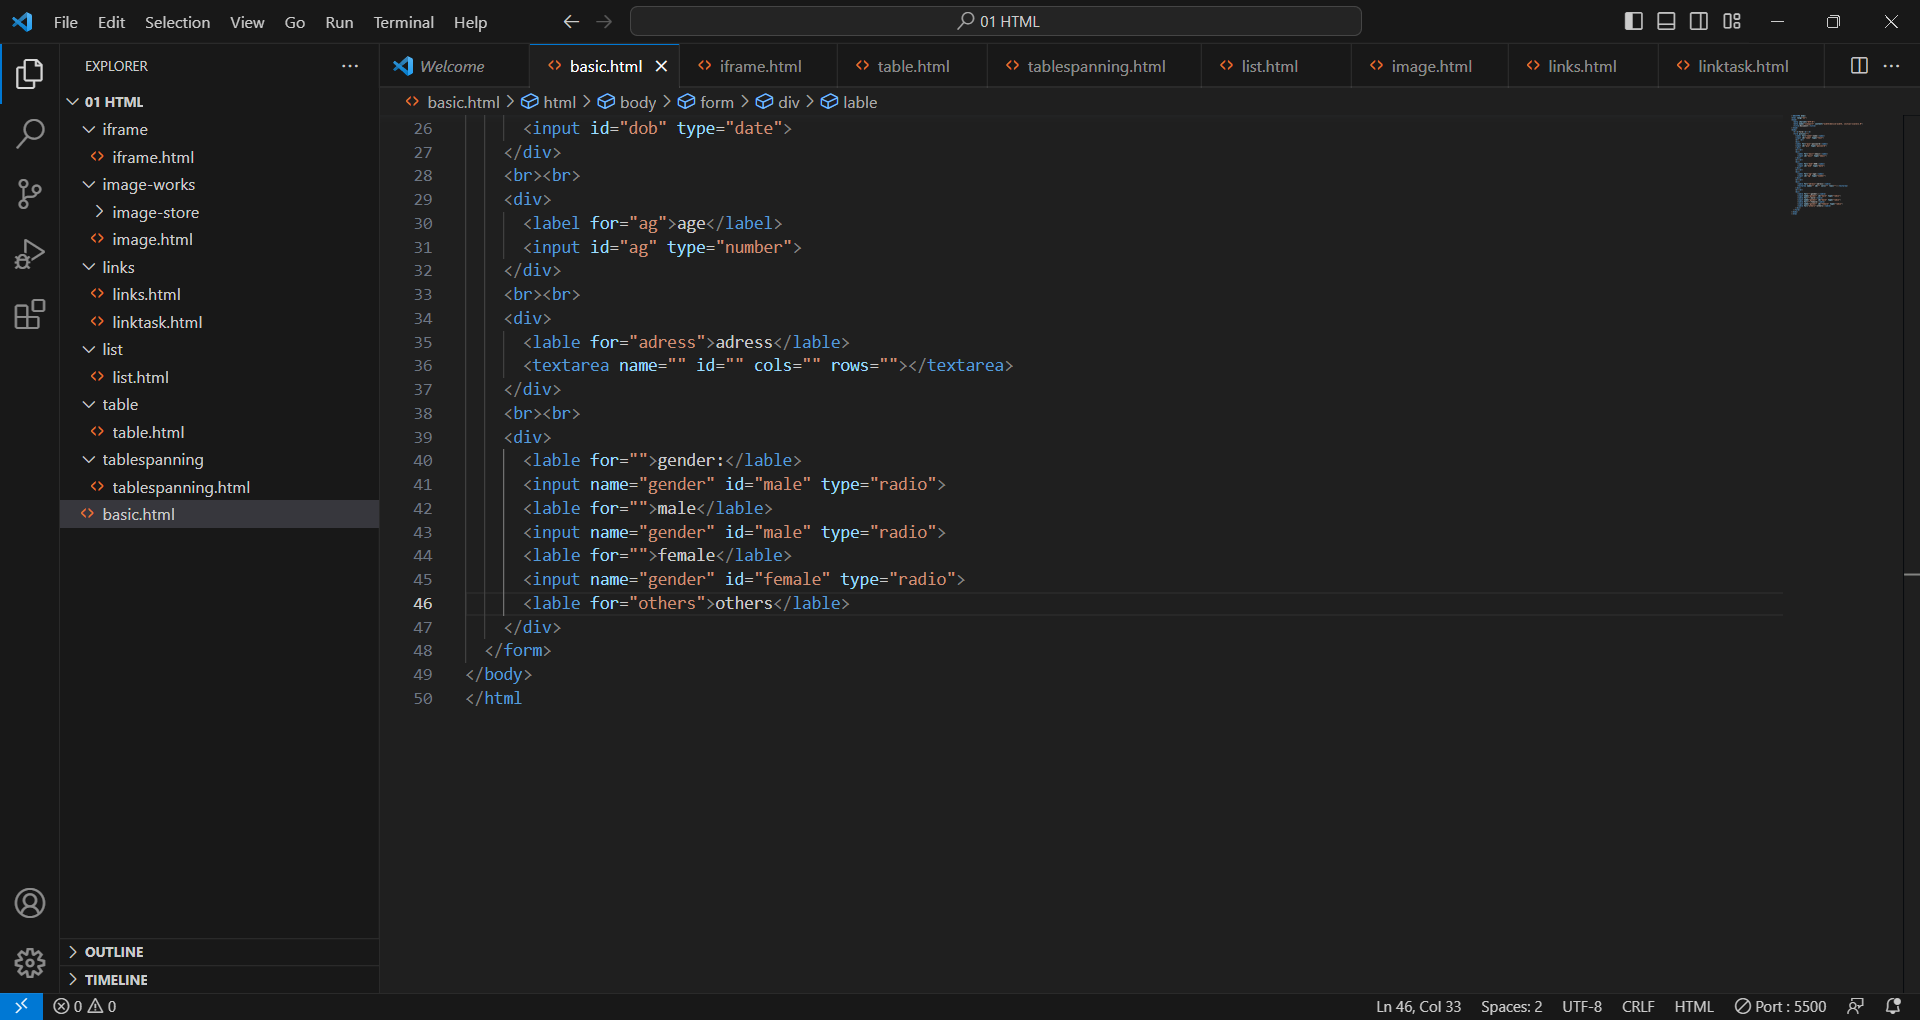 File Edit Selection View Go Run Terminal Help
01 HTML
EXPLORER
01 HTML
iframe
iframe.html
image-works
image-store
image.html
links
links.html
linktask.html
list
list.html
table
table.html
tablespanning
tablespanning.html
basic.html
OUTLINE
TIMELINE
Welcome basic.html iframe.html table.html tablespanning.html list.html image.html links.html linktask.html
basic.html > html > body > form > div > lable
26 <input id="dob" type="date">
27 </div>
28 <br><br>
29 <div>
30 <label for="ag">age</label>
31 <input id="ag" type="number">
32 </div>
33 <br><br>
34 <div>
35 <lable for="adress">adress</lable>
36 <textarea name="" id="" cols="" rows=""></textarea>
37 </div>
38 <br><br>
39 <div>
40 <lable for="">gender:</lable>
41 <input name="gender" id="male" type="radio">
42 <lable for="">male</lable>
43 <input name="gender" id="male" type="radio">
44 <lable for="">female</lable>
45 <input name="gender" id="female" type="radio">
46 <lable for="others">others</lable>
47 </div>
48 </form>
49 </body>
50 </html
0 0
Ln 46, Col 33 Spaces: 2 UTF-8 CRLF HTML Port : 5500